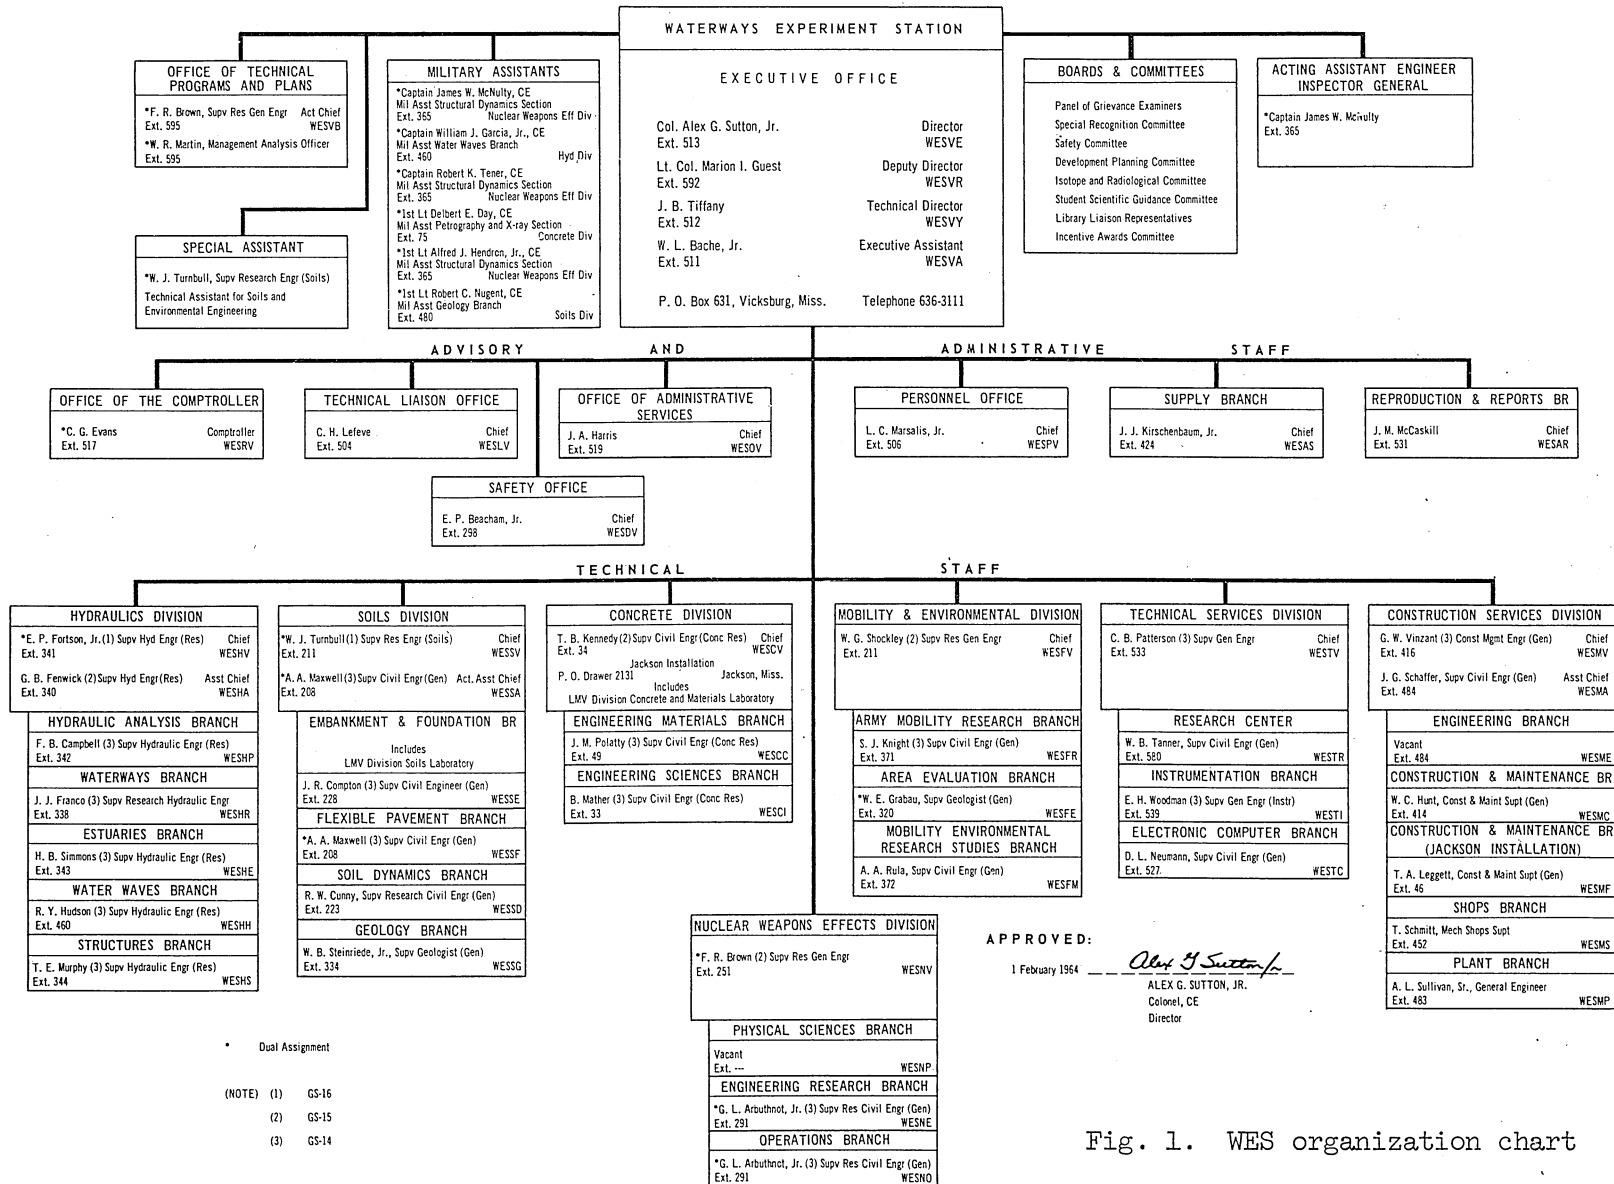 WATERWAYS EXPERIMENT STATION
EXECUTIVE OFFICE
Col. Alex G. Sutton, Jr. Director
Ext. 513 WESVE
Lt. Col. Marion I. Guest Deputy Director
Ext. 592 WESVR
J. B. Tiffany Technical Director
Ext. 512 WESVY
W. L. Bache, Jr. Executive Assistant
Ext. 511 WESVA
P. O. Box 631, Vicksburg, Miss. Telephone 636-3111
OFFICE OF TECHNICAL
PROGRAMS AND PLANS
*F. R. Brown, Supv Res Gen Engr Act Chief
Ext. 595 WESVB
*W. R. Martin, Management Analysis Officer
Ext. 595
SPECIAL ASSISTANT
*W. J. Turnbull, Supv Research Engr (Soils)
Technical Assistant for Soils and
Environmental Engineering
MILITARY ASSISTANTS
*Captain James W. McNulty, CE
Mil Asst Structural Dynamics Section
Ext. 365 Nuclear Weapons Eff Div
*Captain William J. Garcia, Jr., CE
Mil Asst Water Waves Branch
Ext. 460 Hyd Div
*Captain Robert K. Tener, CE
Mil Asst Structural Dynamics Section
Ext. 365 Nuclear Weapons Eff Div
*1st Lt Delbert E. Day, CE
Mil Asst Petrography and X-ray Section
Ext. 75 Concrete Div
*1st Lt Alfred J. Hendron, Jr., CE
Mil Asst Structural Dynamics Section
Ext. 365 Nuclear Weapons Eff Div
*1st Lt Robert C. Nugent, CE
Mil Asst Geology Branch
Ext. 480 Soils Div
BOARDS & COMMITTEES
Panel of Grievance Examiners
Special Recognition Committee
Safety Committee
Development Planning Committee
Isotope and Radiological Committee
Student Scientific Guidance Committee
Library Liaison Representatives
Incentive Awards Committee
ACTING ASSISTANT ENGINEER
INSPECTOR GENERAL
*Captain James W. McNulty
Ext. 365
ADVISORY AND ADMINISTRATIVE STAFF
OFFICE OF THE COMPTROLLER
*C. G. Evans Comptroller
Ext. 517 WESRV
TECHNICAL LIAISON OFFICE
C. H. Lefeve Chief
Ext. 504 WESLV
OFFICE OF ADMINISTRATIVE
SERVICES
J. A. Harris Chief
Ext. 519 WESOV
PERSONNEL OFFICE
L. C. Marsalis, Jr. Chief
Ext. 506 WESPV
SUPPLY BRANCH
J. J. Kirschenbaum, Jr. Chief
Ext. 424 WESAS
REPRODUCTION & REPORTS BR
J. M. McCaskill Chief
Ext. 531 WESAR
SAFETY OFFICE
E. P. Beacham, Jr. Chief
Ext. 298 WESDV
TECHNICAL STAFF
HYDRAULICS DIVISION
*E. P. Fortson, Jr.(1) Supv Hyd Engr (Res) Chief
Ext. 341 WESHV
G. B. Fenwick (2) Supv Hyd Engr (Res) Asst Chief
Ext. 340 WESHA
HYDRAULIC ANALYSIS BRANCH
F. B. Campbell (3) Supv Hydraulic Engr (Res)
Ext. 342 WESHP
WATERWAYS BRANCH
J. J. Franco (3) Supv Research Hydraulic Engr
Ext. 338 WESHR
ESTUARIES BRANCH
H. B. Simmons (3) Supv Hydraulic Engr (Res)
Ext. 343 WESHE
WATER WAVES BRANCH
R. Y. Hudson (3) Supv Hydraulic Engr (Res)
Ext. 460 WESHH
STRUCTURES BRANCH
T. E. Murphy (3) Supv Hydraulic Engr (Res)
Ext. 344 WESHS
SOILS DIVISION
*W. J. Turnbull(1) Supv Res Engr (Soils) Chief
Ext. 211 WESSV
*A. A. Maxwell (3) Supv Civil Engr(Gen) Act. Asst Chief
Ext. 208 WESSA
EMBANKMENT & FOUNDATION BR
Includes
LMV Division Soils Laboratory
J. R. Compton (3) Supv Civil Engineer (Gen)
Ext. 228 WESSE
FLEXIBLE PAVEMENT BRANCH
*A. A. Maxwell (3) Supv Civil Engr (Gen)
Ext. 208 WESSF
SOIL DYNAMICS BRANCH
R. W. Cunny, Supv Research Civil Engr (Gen)
Ext. 223 WESSD
GEOLOGY BRANCH
W. B. Steinriede, Jr., Supv Geologist (Gen)
Ext. 334 WESSG
CONCRETE DIVISION
T. B. Kennedy (2) Supv Civil Engr (Conc Res) Chief
Ext. 34 WESCV
Jackson Installation
P. O. Drawer 2131 Jackson, Miss.
Includes
LMV Division Concrete and Materials Laboratory
ENGINEERING MATERIALS BRANCH
J. M. Polatty (3) Supv Civil Engr (Conc Res)
Ext. 49 WESCC
ENGINEERING SCIENCES BRANCH
B. Mather (3) Supv Civil Engr (Conc Res)
Ext. 33 WESCI
MOBILITY & ENVIRONMENTAL DIVISION
W. G. Shockley (2) Supv Res Gen Engr Chief
Ext. 211 WESFV
ARMY MOBILITY RESEARCH BRANCH
S. J. Knight (3) Supv Civil Engr (Gen)
Ext. 371 WESFR
AREA EVALUATION BRANCH
*W. E. Grabau, Supv Geologist (Gen)
Ext. 320 WESFE
MOBILITY ENVIRONMENTAL
RESEARCH STUDIES BRANCH
A. A. Rula, Supv Civil Engr (Gen)
Ext. 372 WESFM
TECHNICAL SERVICES DIVISION
C. B. Patterson (3) Supv Gen Engr Chief
Ext. 533 WESTV
RESEARCH CENTER
W. B. Tanner, Supv Civil Engr (Gen)
Ext. 580 WESTR
INSTRUMENTATION BRANCH
E. H. Woodman (3) Supv Gen Engr (Instr)
Ext. 539 WESTI
ELECTRONIC COMPUTER BRANCH
D. L. Neumann, Supv Civil Engr (Gen)
Ext. 527 WESTC
CONSTRUCTION SERVICES DIVISION
G. W. Vinzant (3) Const Mgmt Engr (Gen) Chief
Ext. 416 WESMV
J. G. Schaffer, Supv Civil Engr (Gen) Asst Chief
Ext. 484 WESMA
ENGINEERING BRANCH
Vacant
Ext. 484 WESME
CONSTRUCTION & MAINTENANCE BR
W. C. Hunt, Const & Maint Supt (Gen)
Ext. 414 WESMC
CONSTRUCTION & MAINTENANCE BR
(JACKSON INSTALLATION)
T. A. Leggett, Const & Maint Supt (Gen)
Ext. 46 WESMF
SHOPS BRANCH
T. Schmitt, Mech Shops Supt
Ext. 452 WESMS
PLANT BRANCH
A. L. Sullivan, Sr., General Engineer
Ext. 483 WESMP
NUCLEAR WEAPONS EFFECTS DIVISION
*F. R. Brown (2) Supv Res Gen Engr
Ext. 251 WESNV
PHYSICAL SCIENCES BRANCH
Vacant
Ext. --- WESNP
ENGINEERING RESEARCH BRANCH
*G. L. Arbuthnot, Jr. (3) Supv Res Civil Engr (Gen)
Ext. 291 WESNE
OPERATIONS BRANCH
*G. L. Arbuthnot, Jr. (3) Supv Res Civil Engr (Gen)
Ext. 291 WESNO
APPROVED:
1 February 1964 Alex G Sutton Jr
ALEX G. SUTTON, JR.
Colonel, CE
Director
* Dual Assignment
(NOTE) (1) GS-16
(2) GS-15
(3) GS-14
Fig. 1. WES organization chart